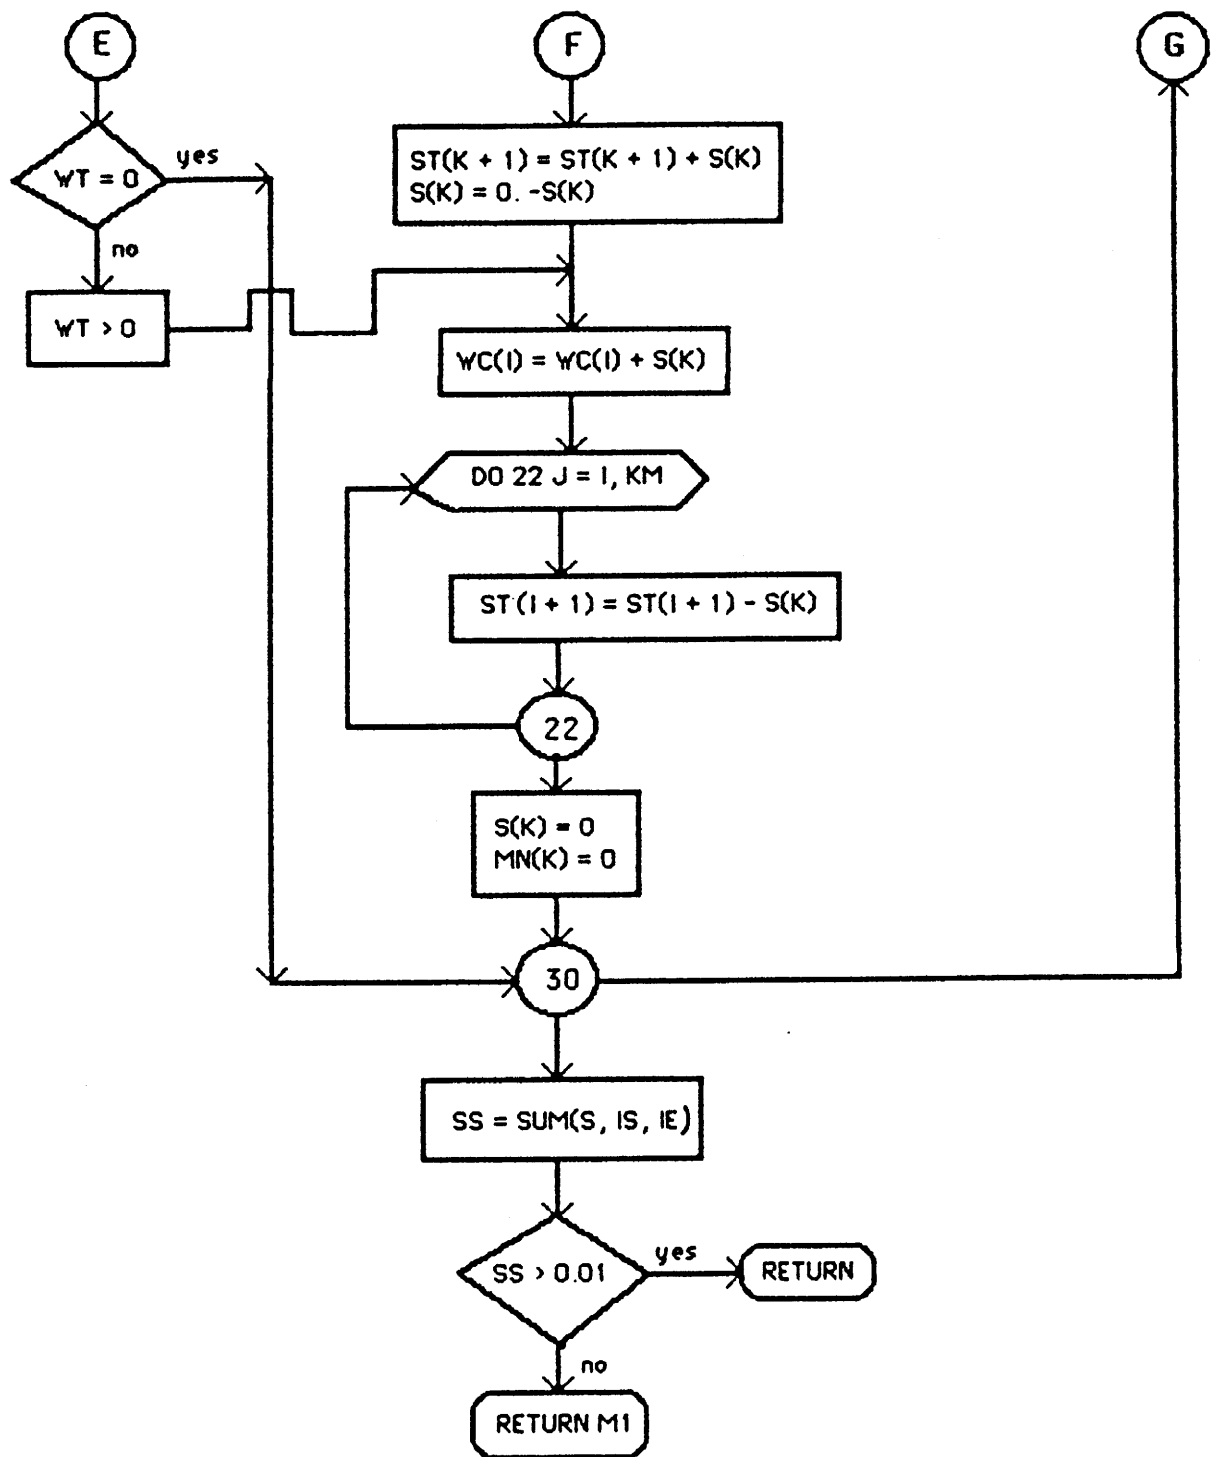 E
F
G
WT = 0
yes
no
WT > 0
ST(K + 1) = ST(K + 1) + S(K)
S(K) = 0. -S(K)
WC(I) = WC(I) + S(K)
DO 22 J = I, KM
ST(I + 1) = ST(I + 1) - S(K)
22
S(K) = 0
MN(K) = 0
30
SS = SUM(S, IS, IE)
SS > 0.01
yes
RETURN
no
RETURN M1